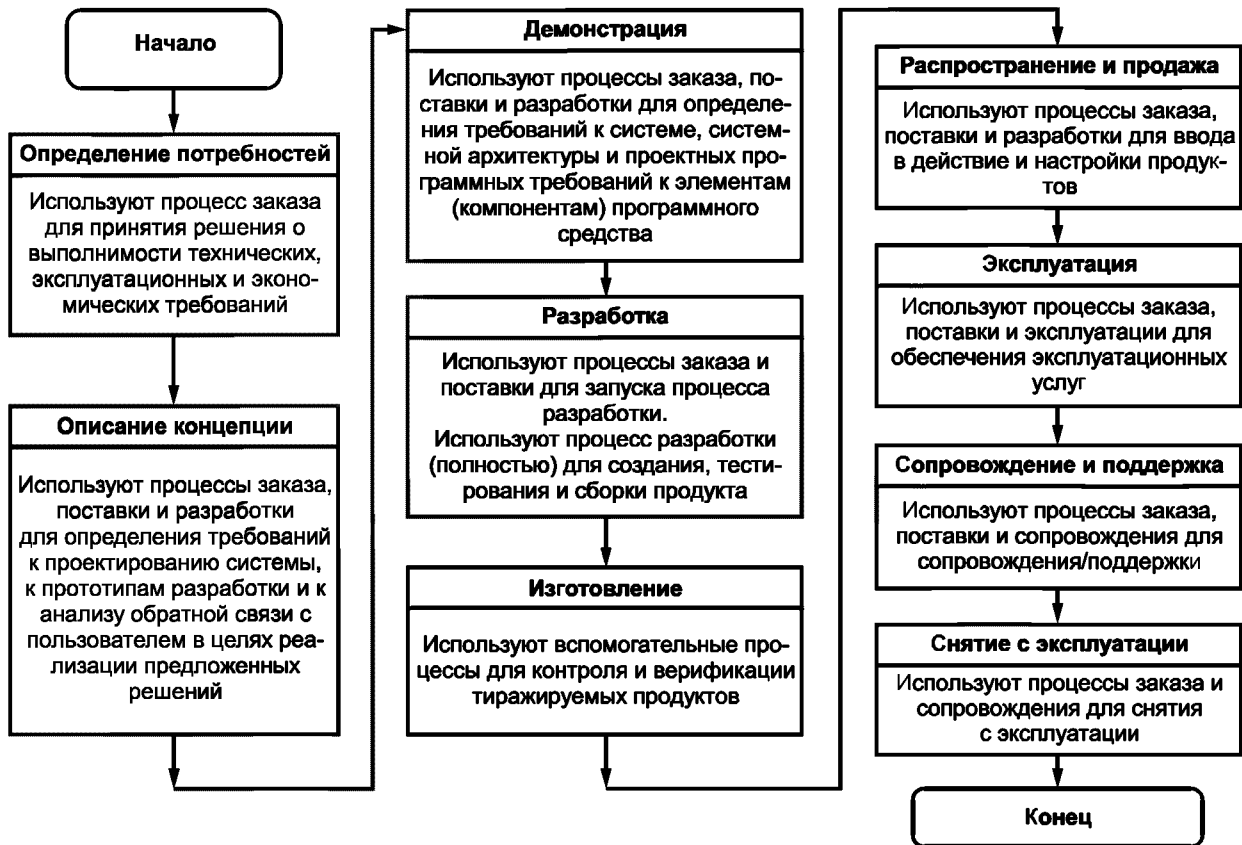 Начало
Определение потребностей
Используют процесс заказа
для принятия решения о
выполнимости технических,
эксплуатационных и эконо-
мических требований
Описание концепции
Используют процессы заказа,
поставки и разработки
для определения требований
к проектированию системы,
к прототипам разработки и к
анализу обратной связи с
пользователем в целях реа-
лизации предложенных
решений
Демонстрация
Используют процессы заказа, по-
ставки и разработки для определе-
ния требований к системе, систем-
ной архитектуры и проектных про-
граммных требований к элементам
(компонентам) программного
средства
Разработка
Используют процессы заказа и
поставки для запуска процесса
разработки.
Используют процесс разработки
(полностью) для создания, тести-
рования и сборки продукта
Изготовление
Используют вспомогательные про-
цессы для контроля и верификации
тиражируемых продуктов
Распространение и продажа
Используют процессы заказа,
поставки и разработки для ввода
в действие и настройки продук-
тов
Эксплуатация
Используют процессы заказа,
поставки и эксплуатации для
обеспечения эксплуатационных
услуг
Сопровождение и поддержка
Используют процессы заказа,
поставки и сопровождения для
сопровождения/поддержки
Снятие с эксплуатации
Используют процессы заказа и
сопровождения для снятия
с эксплуатации
Конец